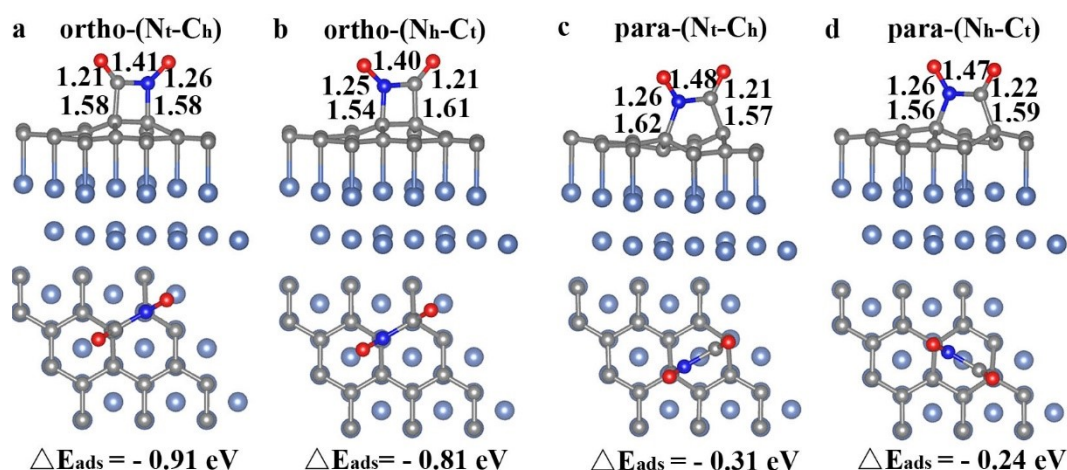 a ortho-(Nt-Ch)
1.41
1.21 1.26
1.58 1.58
△Eads = - 0.91 eV
b ortho-(Nh-Ct)
1.40
1.25 1.21
1.54 1.61
△Eads= - 0.81 eV
c para-(Nt-Ch)
1.48
1.26 1.21
1.62 1.57
△Eads = - 0.31 eV
d para-(Nh-Ct)
1.47
1.26 1.22
1.56 1.59
△Eads = - 0.24 eV